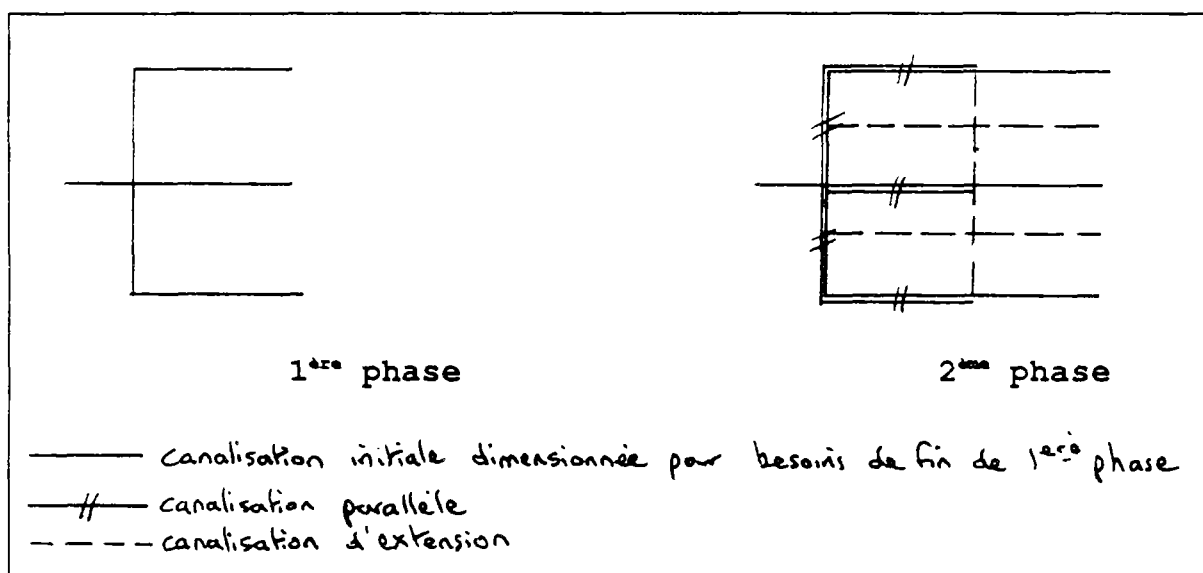 1ère phase
2ème phase
canalisation initiale dimensionnée pour besoins de fin de 1ère phase
canalisation parallèle
canalisation d'extension